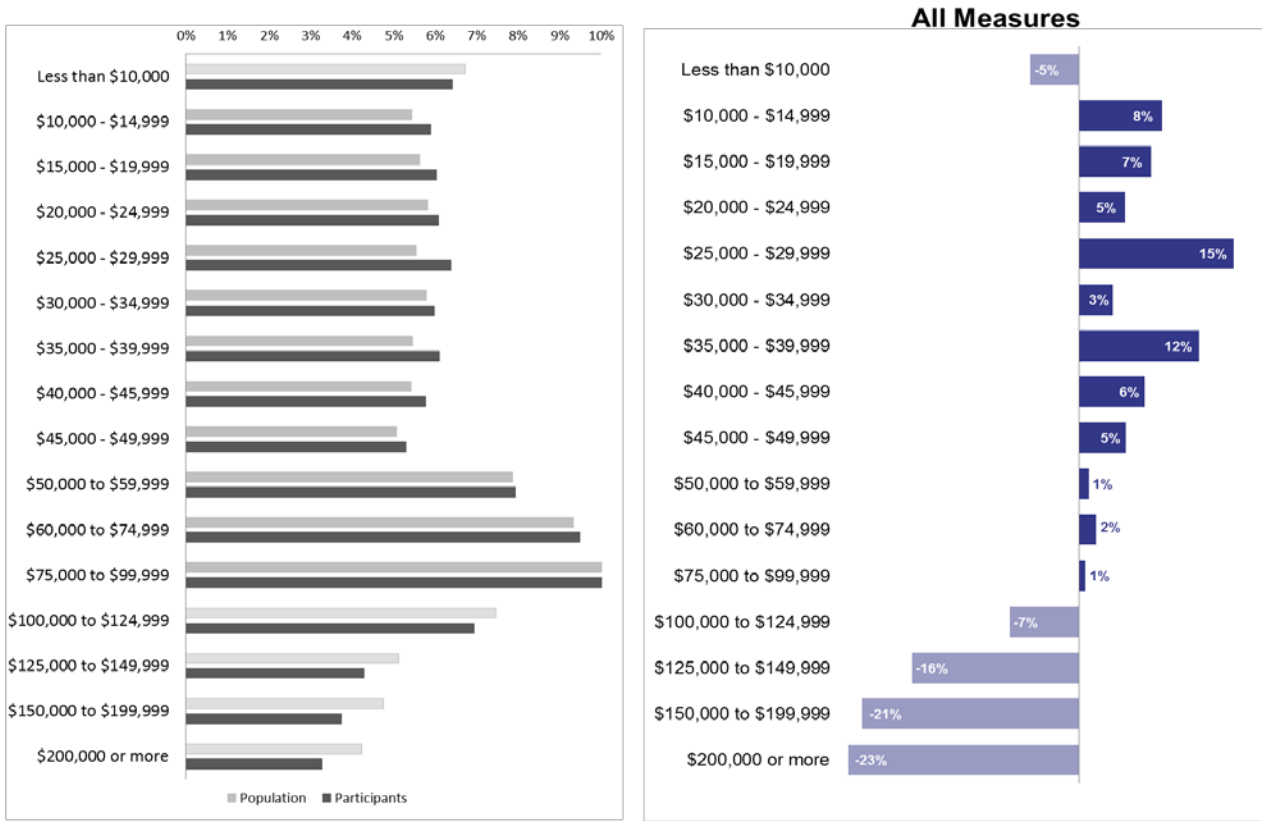 All Measures
0% 1% 2% 3% 4% 5% 6% 7% 8% 9% 10%
Less than $10,000
$10,000 - $14,999
$15,000 - $19,999
$20,000 - $24,999
$25,000 - $29,999
$30,000 - $34,999
$35,000 - $39,999
$40,000 - $45,999
$45,000 - $49,999
$50,000 to $59,999
$60,000 to $74,999
$75,000 to $99,999
$100,000 to $124,999
$125,000 to $149,999
$150,000 to $199,999
$200,000 or more
Population Participants
Less than $10,000 -5%
$10,000 - $14,999 8%
$15,000 - $19,999 7%
$20,000 - $24,999 5%
$25,000 - $29,999 15%
$30,000 - $34,999 3%
$35,000 - $39,999 12%
$40,000 - $45,999 6%
$45,000 - $49,999 5%
$50,000 to $59,999 1%
$60,000 to $74,999 2%
$75,000 to $99,999 1%
$100,000 to $124,999 -7%
$125,000 to $149,999 -16%
$150,000 to $199,999 -21%
$200,000 or more -23%